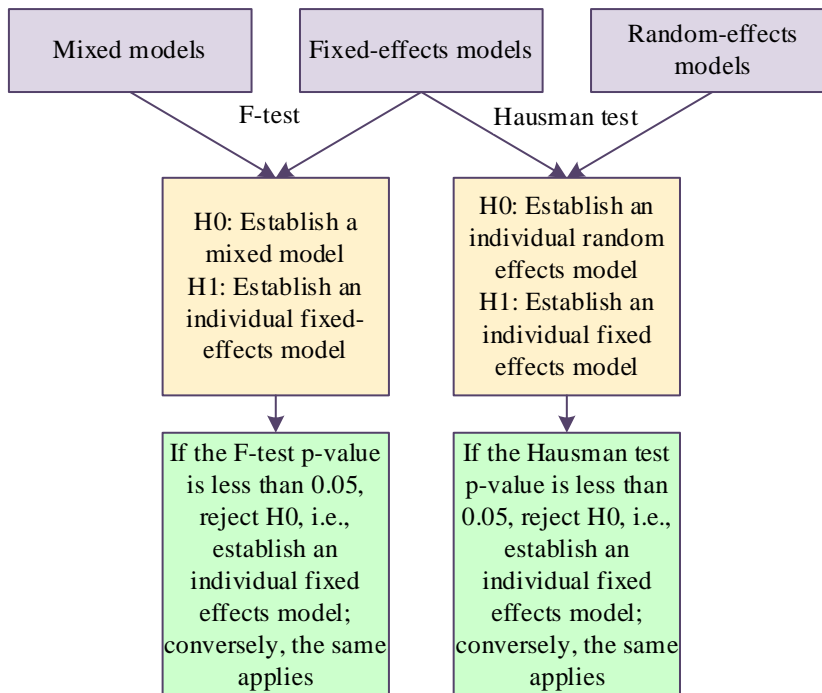 Mixed models
Fixed-effects models
Random-effects
models
F-test
Hausman test
H0: Establish a
mixed model
H1: Establish an
individual fixed-
effects model
H0: Establish an
individual random
effects model
H1: Establish an
individual fixed
effects model
If the F-test p-value
is less than 0.05,
reject H0, i.e.,
establish an
individual fixed
effects model;
conversely, the same
applies
If the Hausman test
p-value is less than
0.05, reject H0, i.e.,
establish an
individual fixed
effects model;
conversely, the same
applies